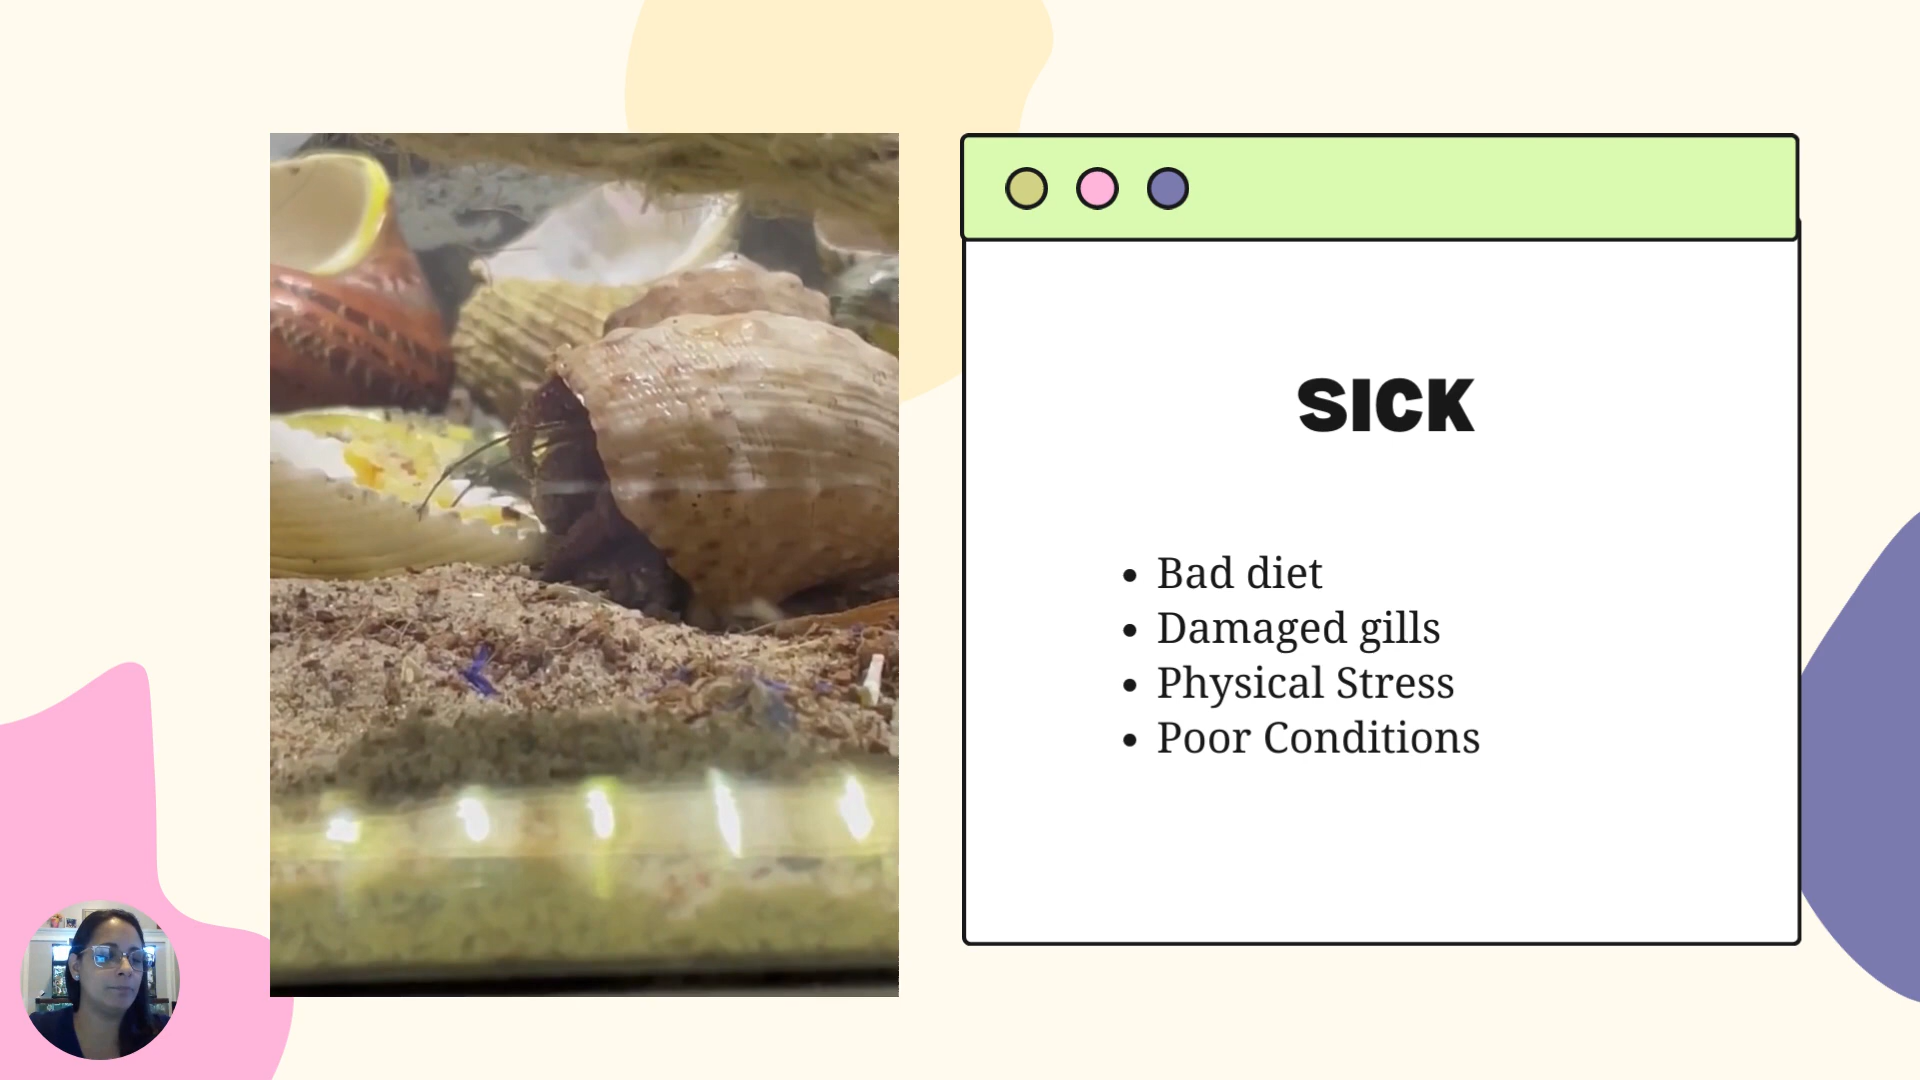 SICK
Bad diet
Damaged gills
Physical Stress
Poor Conditions